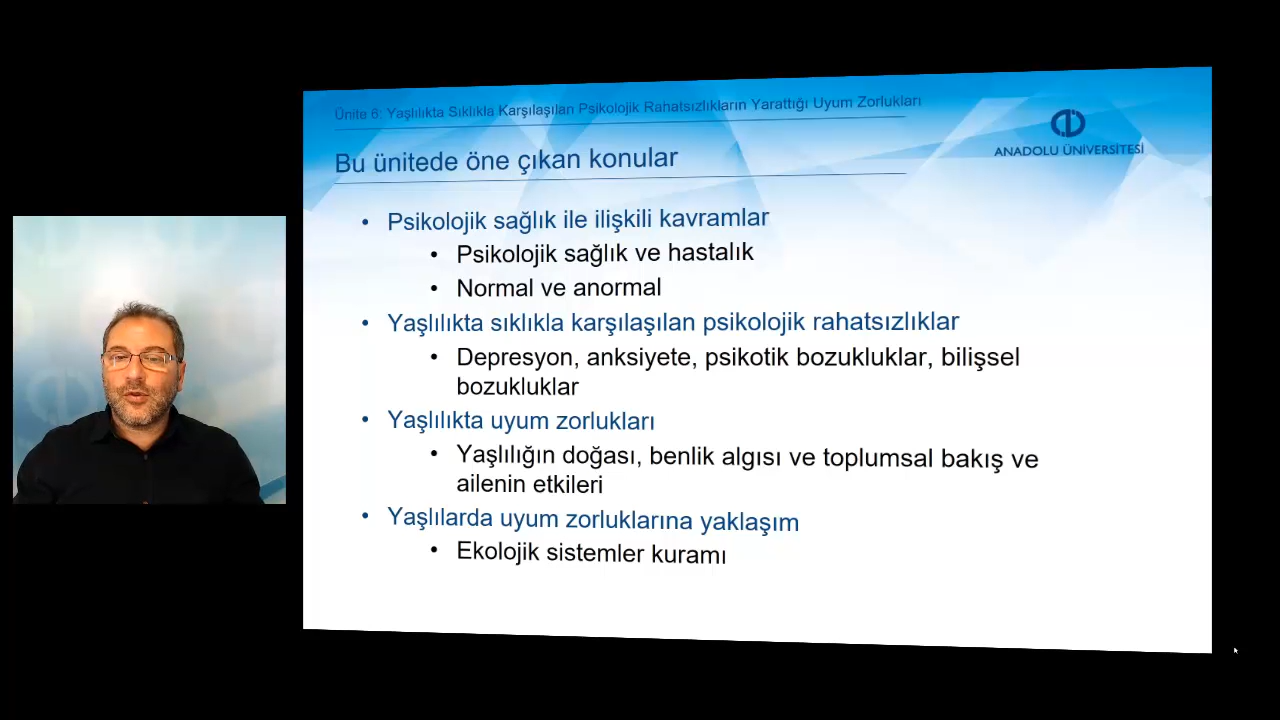 Ünite 6: Yaşlılıkta Sıklıkla Karşılaşılan Psikolojik Rahatsızlıkların Yarattığı Uyum Zorlukları
ANADOLU ÜNİVERSİTESİ
Bu ünitede öne çıkan konular
• Psikolojik sağlık ile ilişkili kavramlar
• Psikolojik sağlık ve hastalık
• Normal ve anormal
• Yaşlılıkta sıklıkla karşılaşılan psikolojik rahatsızlıklar
• Depresyon, anksiyete, psikotik bozukluklar, bilişsel
bozukluklar
• Yaşlılıkta uyum zorlukları
• Yaşlılığın doğası, benlik algısı ve toplumsal bakış ve
ailenin etkileri
• Yaşlılarda uyum zorluklarına yaklaşım
• Ekolojik sistemler kuramı